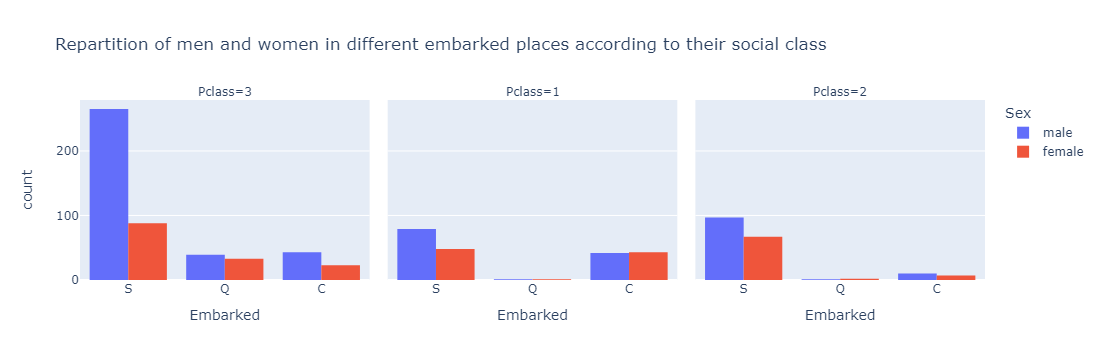 Repartition of men and women in different embarked places according to their social class
Pclass=3
Pclass=1
Pclass=2
Sex
male
female
count
200
100
0
S Q C
S Q C
S Q C
Embarked
Embarked
Embarked